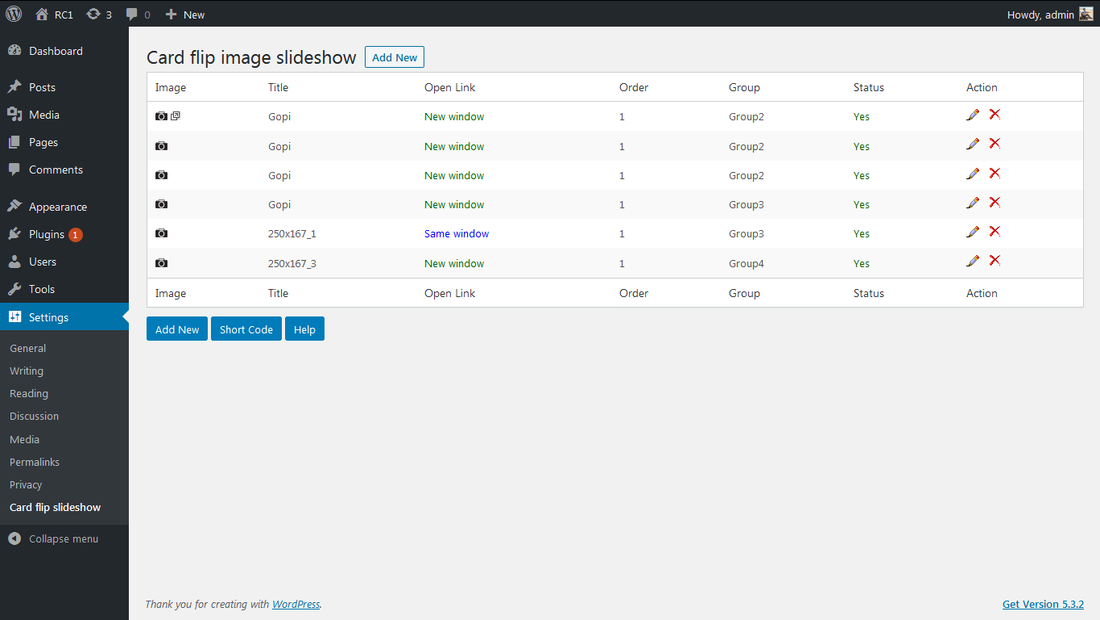 RC1 3 0 New Howdy, admin
Dashboard
Posts
Media
Pages
Comments
Appearance
Plugins 1
Users
Tools
Settings
General
Writing
Reading
Discussion
Media
Permalinks
Privacy
Card flip slideshow
Collapse menu
Card flip image slideshow Add New
Image Title Open Link Order Group Status Action
Gopi New window 1 Group2 Yes
Gopi New window 1 Group2 Yes
Gopi New window 1 Group2 Yes
Gopi New window 1 Group3 Yes
250x167_1 Same window 1 Group3 Yes
250x167_3 New window 1 Group4 Yes
Image Title Open Link Order Group Status Action
Add New Short Code Help
Thank you for creating with WordPress. Get Version 5.3.2